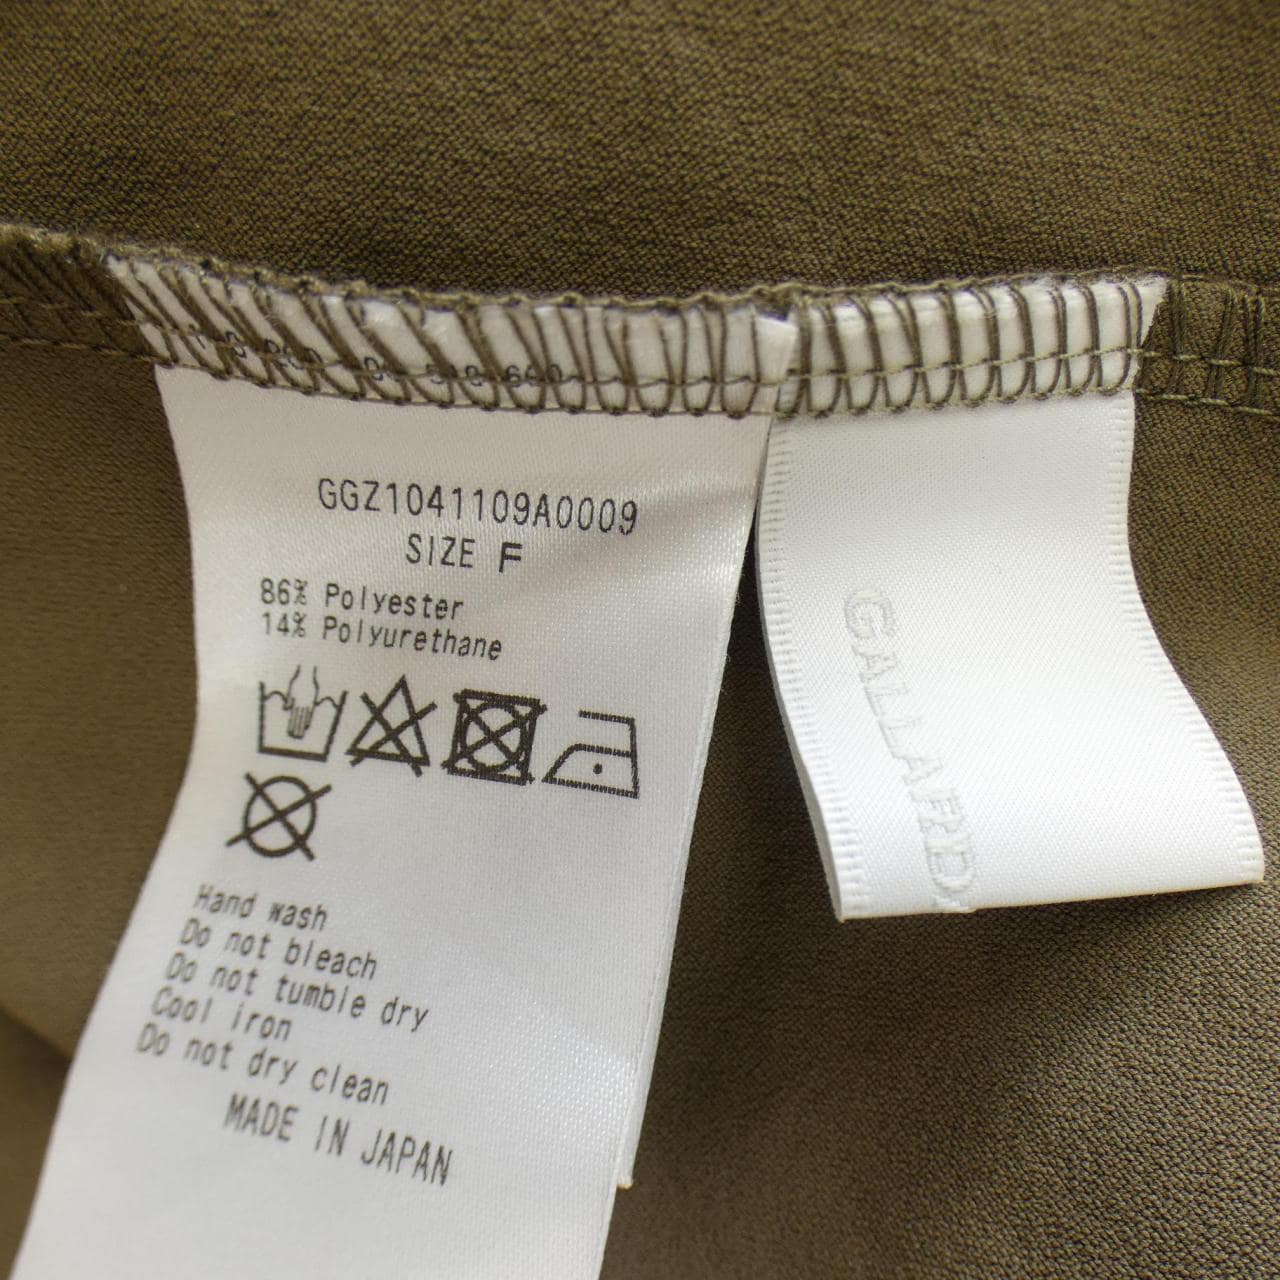 GGZ1041109A0009
SIZE F
86% Polyester
14% Polyurethane
Hand wash
Do not bleach
Do not tumble dry
Cool iron
Do not dry clean
MADE IN JAPAN